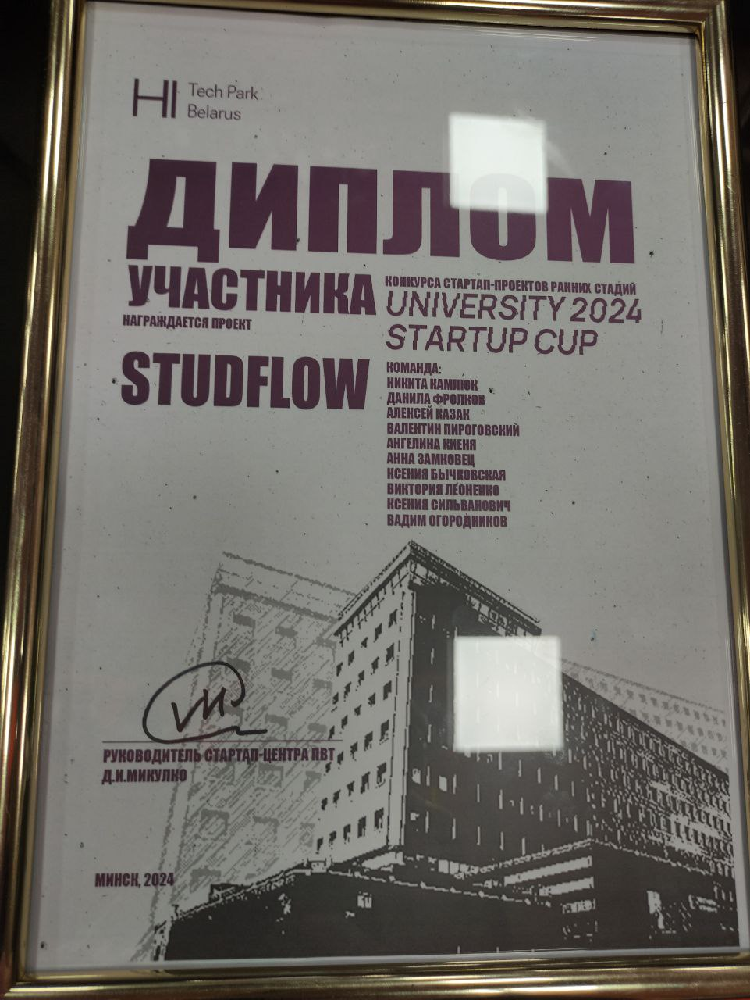 HI Tech Park
Belarus
ДИПЛОМ
УЧАСТНИКА
НАГРАЖДАЕТСЯ ПРОЕКТ
STUDFLOW
КОНКУРСА СТАРТАП-ПРОЕКТОВ РАННИХ СТАДИЙ
UNIVERSITY 2024
STARTUP CUP
КОМАНДА:
НИКИТА КАМЛЮК
ДАНИЛА ФРОЛКОВ
АЛЕКСЕЙ КАЗАК
ВАЛЕНТИН ПИРОГОВСКИЙ
АНГЕЛИНА КИЕНЯ
АННА ЗАМКОВЕЦ
КСЕНИЯ БЫЧКОВСКАЯ
ВИКТОРИЯ ЛЕОНЕНКО
КСЕНИЯ СИЛЬВАНОВИЧ
ВАДИМ ОГОРОДНИКОВ
РУКОВОДИТЕЛЬ СТАРТАП-ЦЕНТРА ПВТ
Д.И.МИКУЛКО
МИНСК, 2024